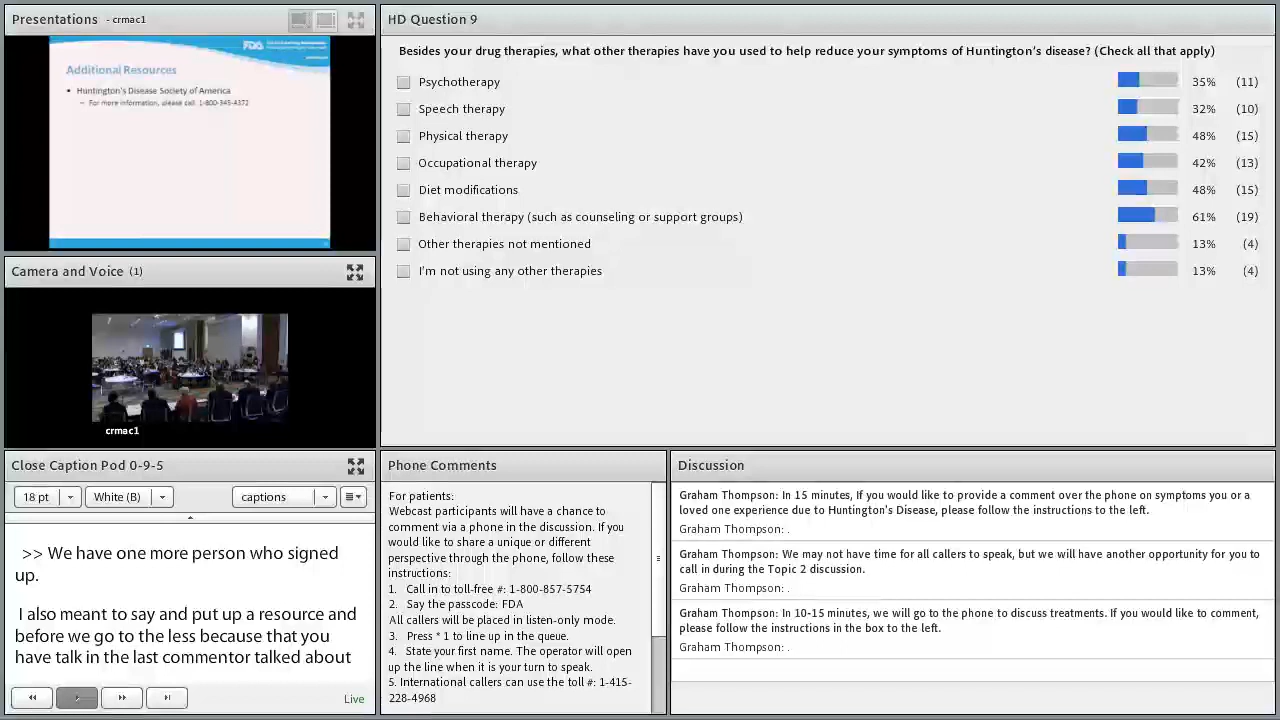 Presentations - crmac1
FDA
Additional Resources
• Huntington's Disease Society of America
– For more information, please call: 1-800-345-4372
Camera and Voice (1)
crmac1
Close Caption Pod 0-9-5
18 pt
White (B)
captions
>> We have one more person who signed
up.
I also meant to say and put up a resource and
before we go to the less because that you
have talk in the last commentor talked about
Live
HD Question 9
Besides your drug therapies, what other therapies have you used to help reduce your symptoms of Huntington's disease? (Check all that apply)
Psychotherapy 35% (11)
Speech therapy 32% (10)
Physical therapy 48% (15)
Occupational therapy 42% (13)
Diet modifications 48% (15)
Behavioral therapy (such as counseling or support groups) 61% (19)
Other therapies not mentioned 13% (4)
I'm not using any other therapies 13% (4)
Phone Comments
For patients:
Webcast participants will have a chance to
comment via a phone in the discussion. If you
would like to share a unique or different
perspective through the phone, follow these
instructions:
1. Call in to toll-free #: 1-800-857-5754
2. Say the passcode: FDA
All callers will be placed in listen-only mode.
3. Press * 1 to line up in the queue.
4. State your first name. The operator will open
up the line when it is your turn to speak.
5. International callers can use the toll #: 1-415-
228-4968
Discussion
Graham Thompson: In 15 minutes, If you would like to provide a comment over the phone on symptoms you or a
loved one experience due to Huntington's Disease, please follow the instructions to the left.
Graham Thompson: .
Graham Thompson: We may not have time for all callers to speak, but we will have another opportunity for you to
call in during the Topic 2 discussion.
Graham Thompson: .
Graham Thompson: In 10-15 minutes, we will go to the phone to discuss treatments. If you would like to comment,
please follow the instructions in the box to the left.
Graham Thompson: .